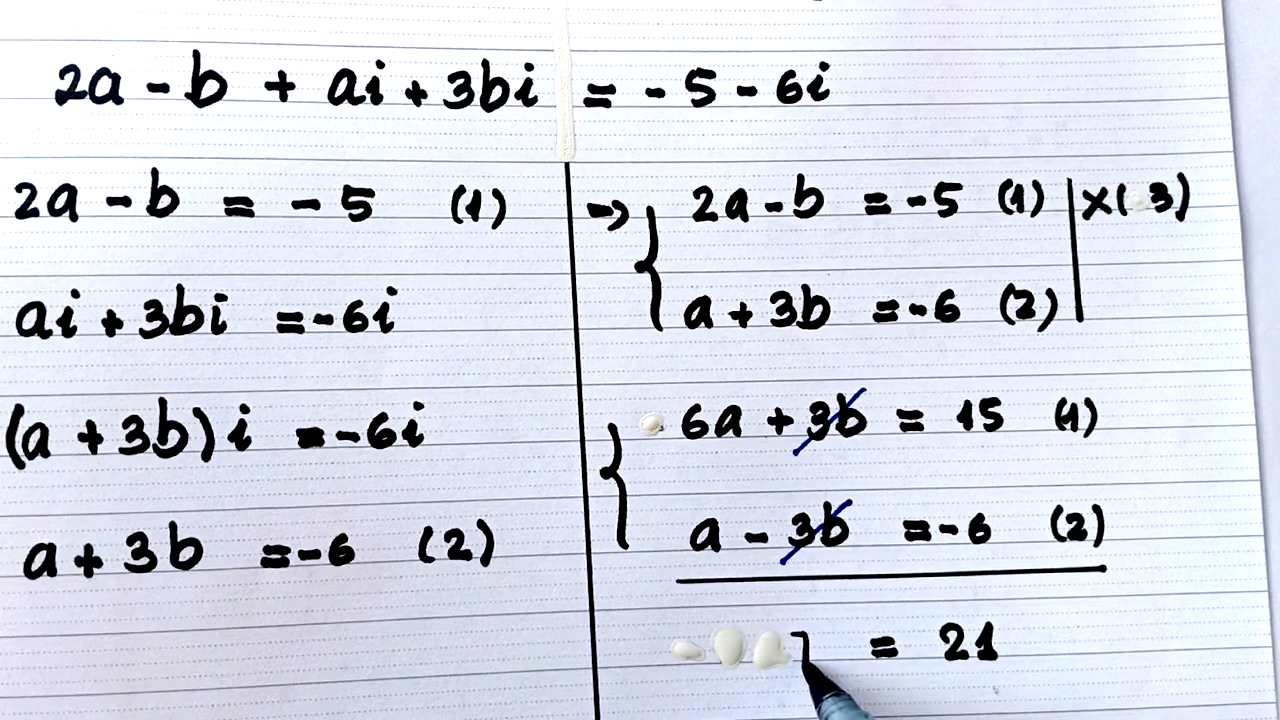 2a - b + ai + 3bi = - 5 - 6i
2a - b = - 5 (1)
ai + 3bi = -6i
(a + 3b) i = -6i
a + 3b = -6 (2)
→ { 2a - b = -5 (1) | x( 3)
a + 3b = -6 (2)
{ 6a + 3b = 15 (1)
a - 3b = -6 (2)
7 = 21